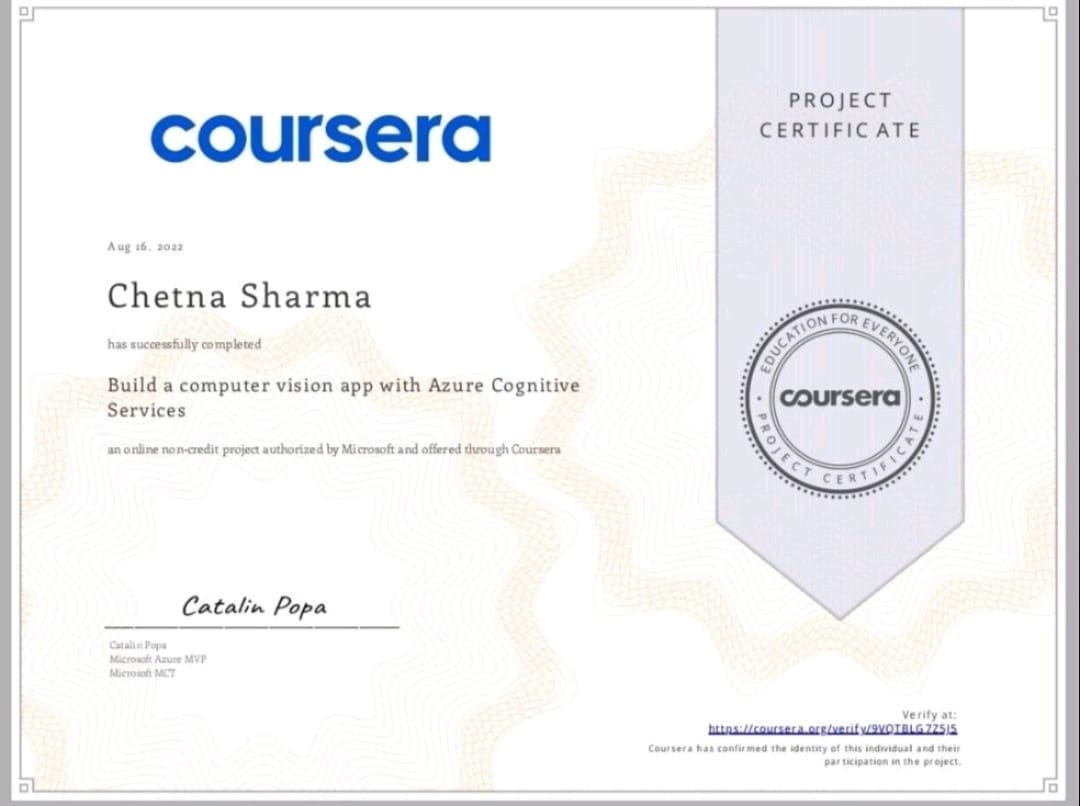 coursera
PROJECT
CERTIFICATE
Aug 16, 2022
Chetna Sharma
has successfully completed
Build a computer vision app with Azure Cognitive
Services
an online non-credit project authorized by Microsoft and offered through Coursera
EDUCATION FOR EVERYONE
coursera
PROJECT CERTIFICATE
Catalin Popa
Catalin Popa
Microsoft Azure MVP
Microsoft MCT
Verify at:
https://coursera.org/verify/9VQTBLG7Z5J5
Coursera has confirmed the identity of this individual and their
participation in the project.